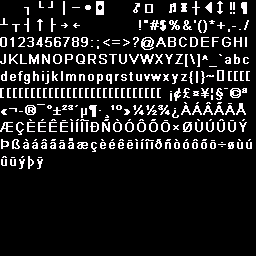 ┐└┘│─•◘ ♂♀ ♪♬☼◄↕‼¶
┴┬┤↑├→← !"#$%&'()*+,-./
0123456789:;<=>?@ABCDEFGHI
JKLMNOPQRSTUVWXYZ[\]^_`abc
defghijklmnopqrstuvwxyz{|}~
¡¢£¤¥¦§¨©ª
«¬-®¯°±²³´µ¶·¸¹º»¼½¾¿ÀÁÂÃÄÅ
ÆÇÈÉÊËÌÍÎÏÐÑÒÓÔÕÖ×ØÙÚÛÜÝ
Þßàáâãäåæçèéêëìíîïðñòóôõö÷øùú
ûüýþÿ